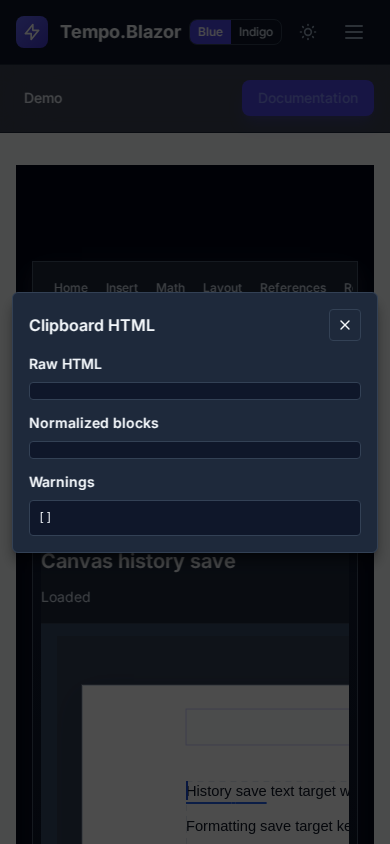 Tempo.Blazor Blue Indigo
Demo Documentation
Home Insert Math Layout References
Clipboard HTML
Raw HTML
Normalized blocks
Warnings
[]
Canvas history save
Loaded
History save text target
Formatting save target